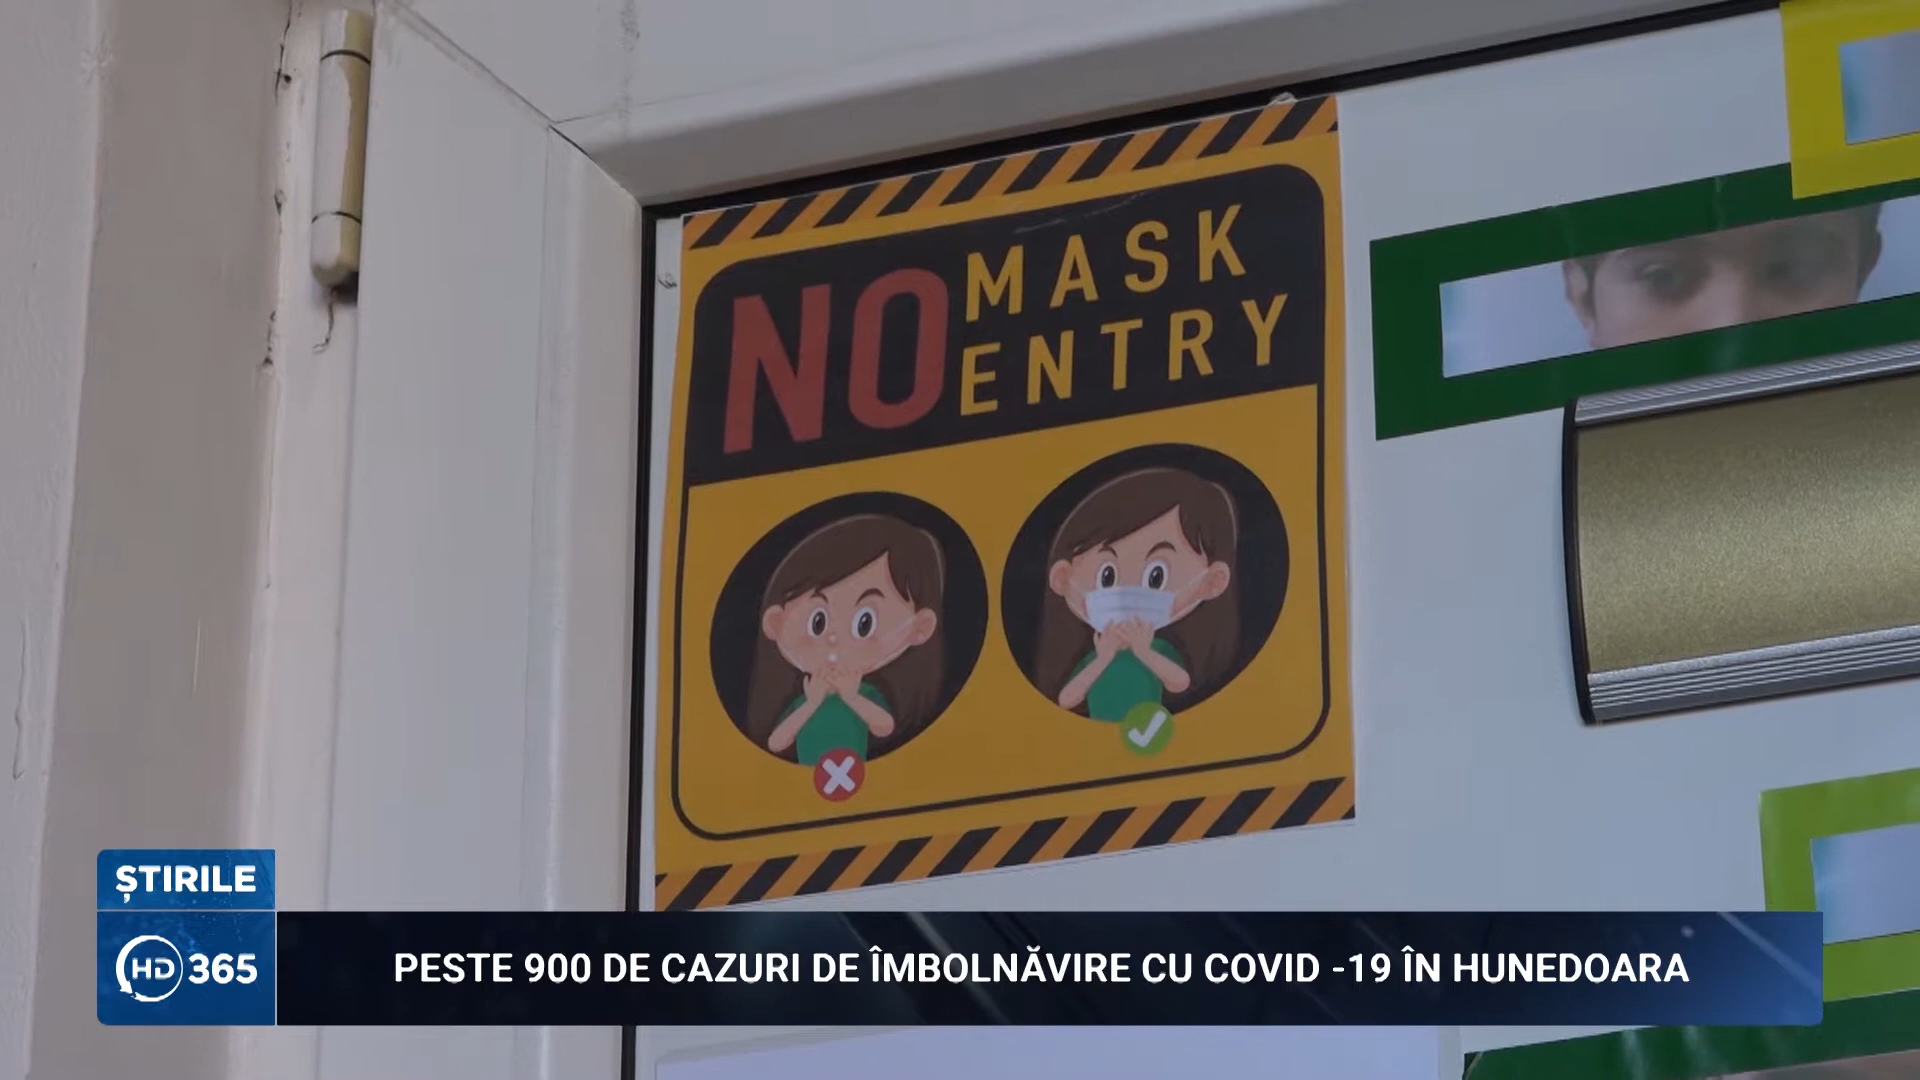 NO MASK
ENTRY
ȘTIRILE
HD 365
PESTE 900 DE CAZURI DE ÎMBOLNĂVIRE CU COVID -19 ÎN HUNEDOARA